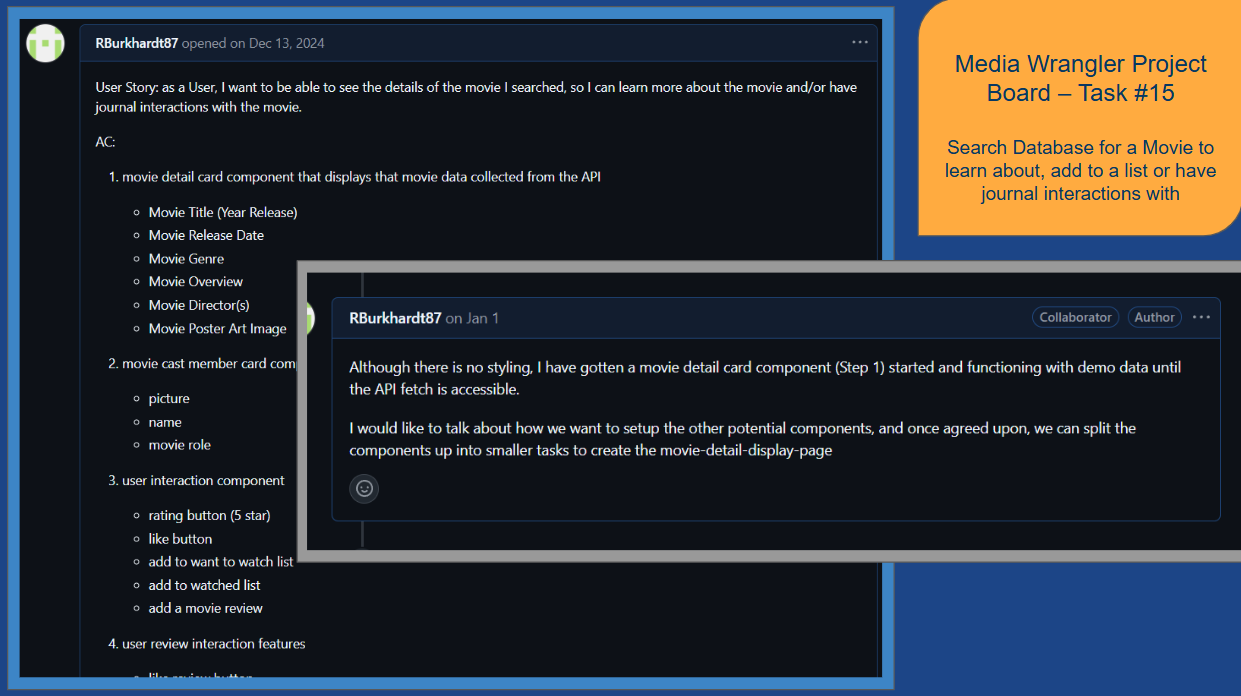 RBurkhardt87 opened on Dec 13, 2024
User Story: as a User, I want to be able to see the details of the movie I searched, so I can learn more about the movie and/or have
journal interactions with the movie.
AC:
1. movie detail card component that displays that movie data collected from the API
Movie Title (Year Release)
Movie Release Date
Movie Genre
Movie Overview
Movie Director(s)
Movie Poster Art Image
2. movie cast member card com
picture
name
movie role
3. user interaction component
rating button (5 star)
like button
add to want to watch list
add to watched list
add a movie review
4. user review interaction features
like review button
RBurkhardt87 on Jan 1
Collaborator Author
Although there is no styling, I have gotten a movie detail card component (Step 1) started and functioning with demo data until
the API fetch is accessible.
I would like to talk about how we want to setup the other potential components, and once agreed upon, we can split the
components up into smaller tasks to create the movie-detail-display-page
Media Wrangler Project
Board – Task #15
Search Database for a Movie to
learn about, add to a list or have
journal interactions with